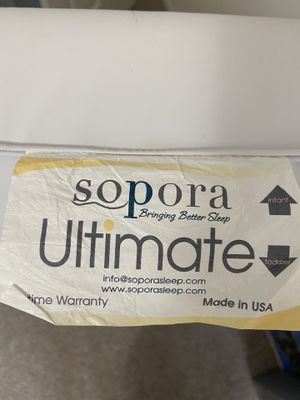 sopora
Bringing Better Sleep
infant
Ultimate
toddler
info@soporasleep.com
www.soporasleep.com
time Warranty
Made in USA